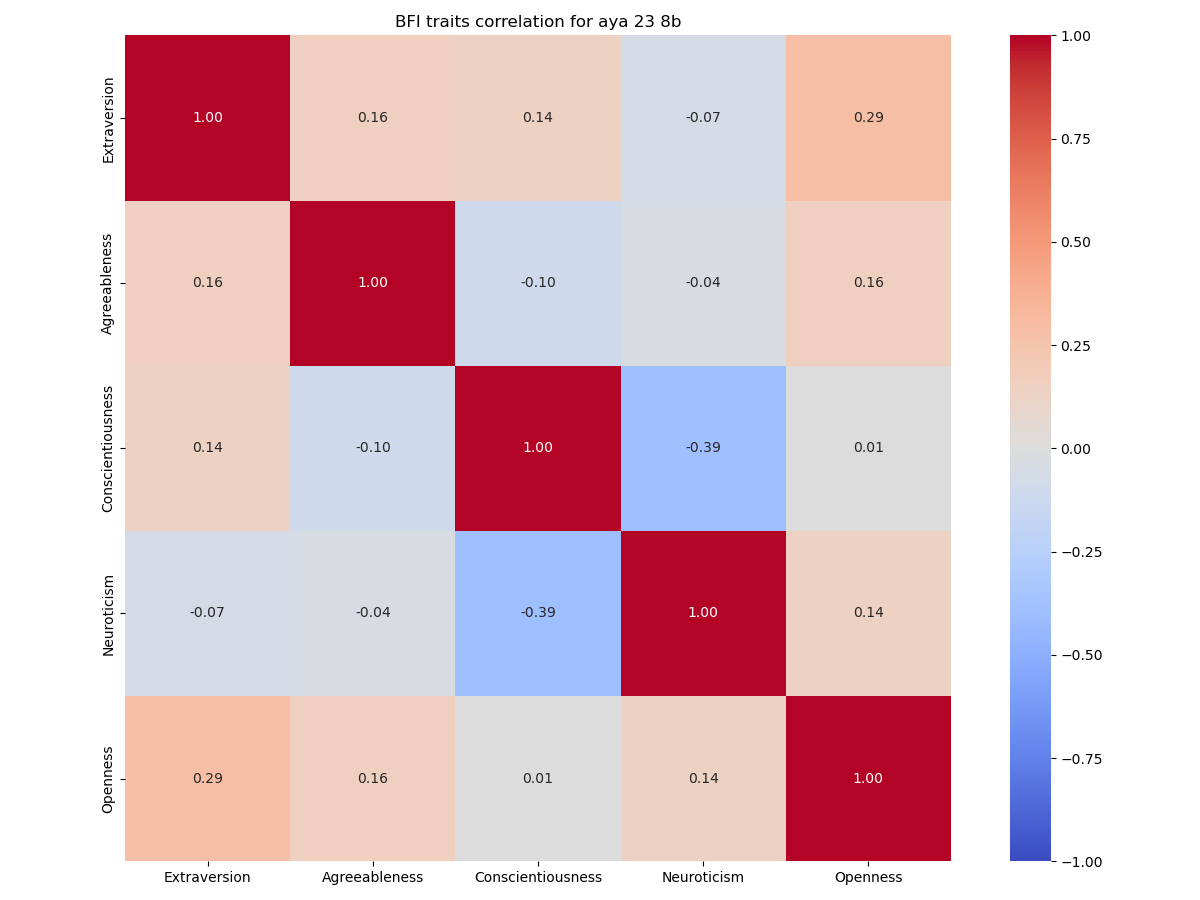 BFI traits correlation for aya 23 8b
Extraversion 1.00 0.16 0.14 -0.07 0.29
Agreeableness 0.16 1.00 -0.10 -0.04 0.16
Conscientiousness 0.14 -0.10 1.00 -0.39 0.01
Neuroticism -0.07 -0.04 -0.39 1.00 0.14
Openness 0.29 0.16 0.01 0.14 1.00
Extraversion Agreeableness Conscientiousness Neuroticism Openness
1.00
0.75
0.50
0.25
0.00
−0.25
−0.50
−0.75
−1.00